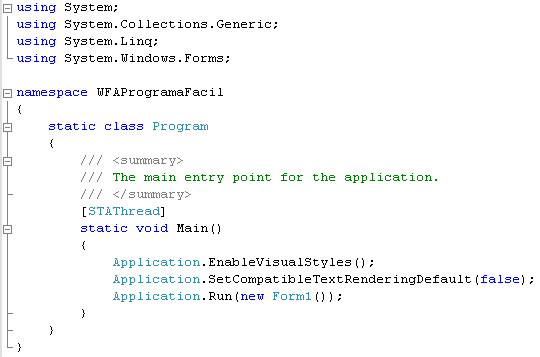 using System;
using System.Collections.Generic;
using System.Linq;
using System.Windows.Forms;

namespace WFAProgramaFacil
{
    static class Program
    {
        /// <summary>
        /// The main entry point for the application.
        /// </summary>
        [STAThread]
        static void Main()
        {
            Application.EnableVisualStyles();
            Application.SetCompatibleTextRenderingDefault(false);
            Application.Run(new Form1());
        }
    }
}